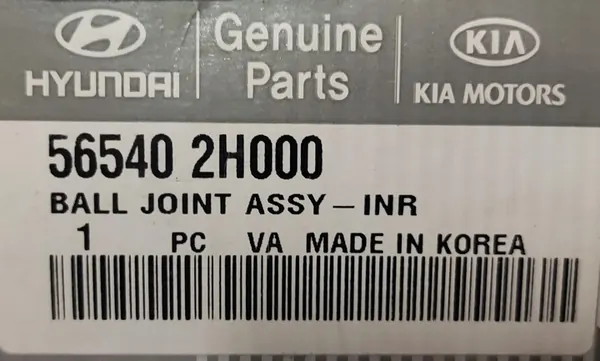 HYUNDAI
Genuine
Parts
KIA
KIA MOTORS
56540 2H000
BALL JOINT ASSY-INR
1 PC VA MADE IN KOREA